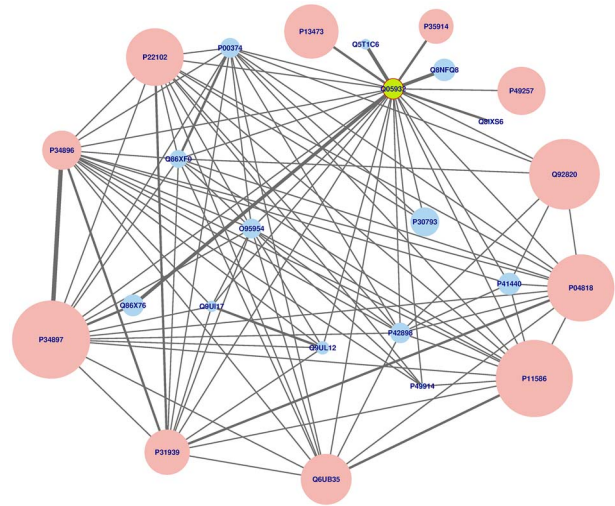 P13473
P35914
Q5T1C6
P00374
P22102
Q8NFQ8
Q05932
P49257
Q8IXS6
P34896
Q86XF0
Q92820
P30793
O95954
P41440
P04818
Q86X76
Q9UI17
P34897
P42898
Q9UL12
P11586
P49914
P31939
Q6UB35